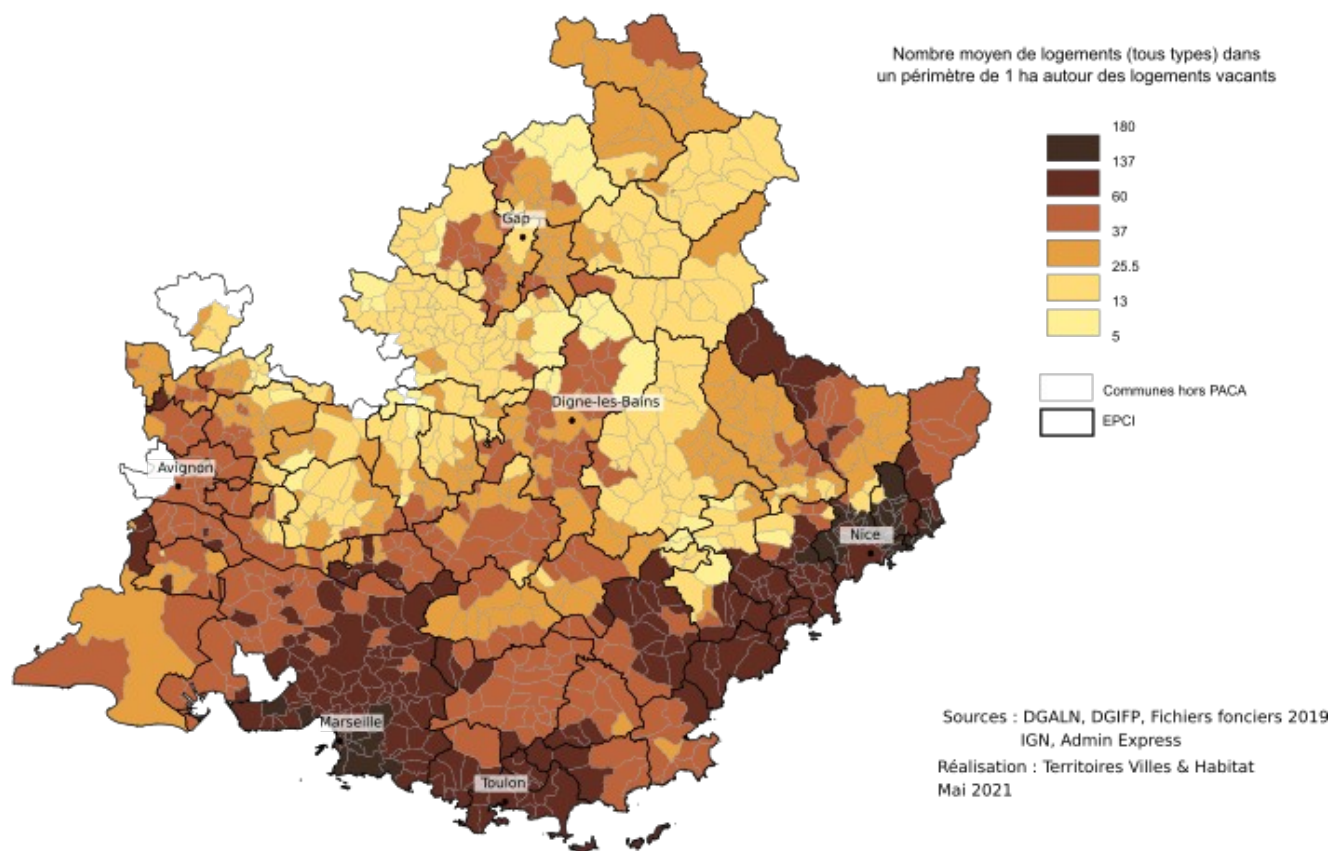 Nombre moyen de logements (tous types) dans
un périmètre de 1 ha autour des logements vacants
180
137
60
37
25.5
13
5
Communes hors PACA
EPCI
Gap
Digne-les-Bains
Avignon
Nice
Marseille
Toulon
Sources : DGALN, DGIFP, Fichiers fonciers 2019
IGN, Admin Express
Réalisation : Territoires Villes & Habitat
Mai 2021